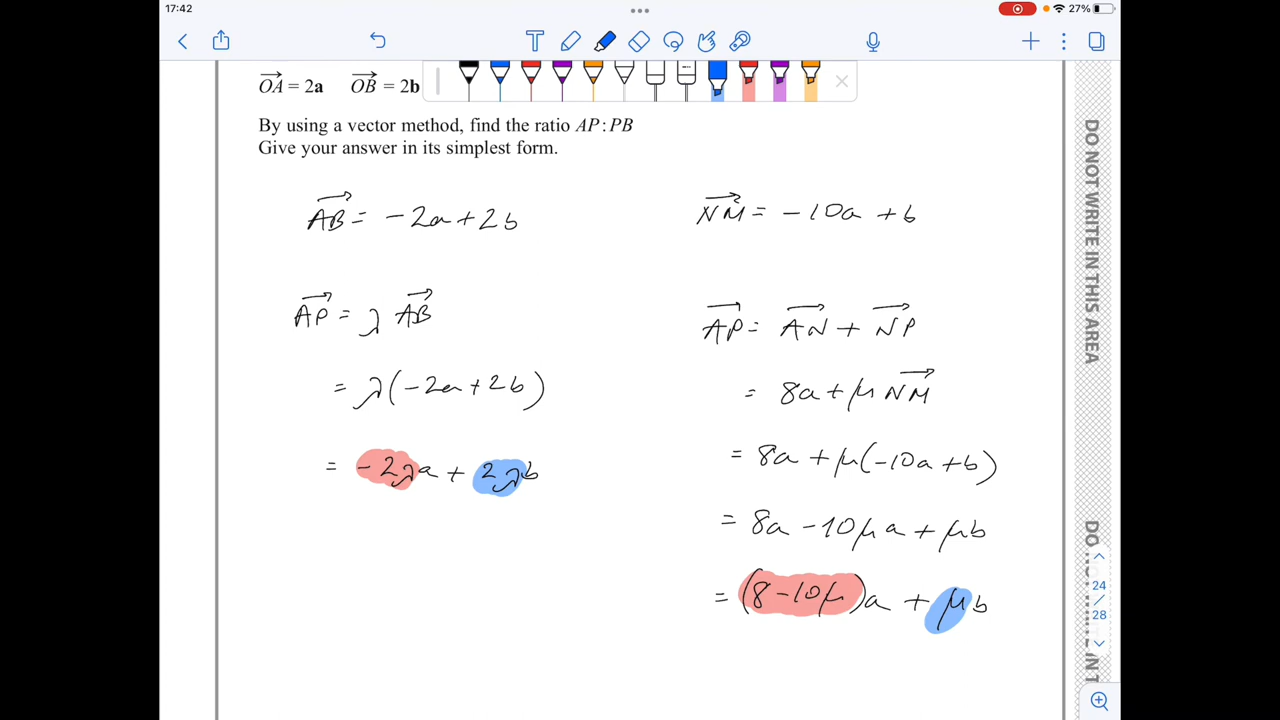 17:42
27%
OA = 2a OB = 2b
By using a vector method, find the ratio AP : PB
Give your answer in its simplest form.
AB = -2a + 2b
AP = λ AB
= λ(-2a + 2b)
= -2λa + 2λb
NM = -10a + b
AP = AN + NP
= 8a + μ NM
= 8a + μ(-10a + b)
= 8a - 10μa + μb
= (8 - 10μ)a + μb
DO NOT WRITE IN THIS AREA
24
/
28